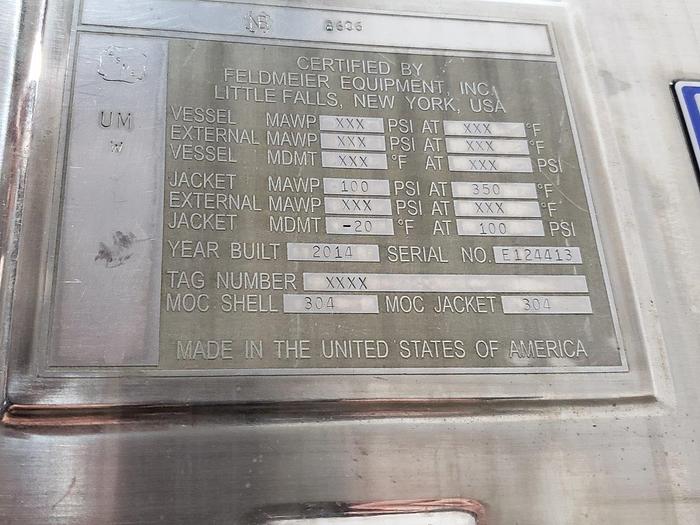 NB
CERTIFIED BY
FELDMEIER EQUIPMENT, INC.
LITTLE FALLS, NEW YORK, USA
UM
W
VESSEL MAWP XXX PSI AT XXX °F
EXTERNAL MAWP XXX PSI AT XXX °F
VESSEL MDMT XXX °F AT XXX PSI
JACKET MAWP 100 PSI AT 350 °F
EXTERNAL MAWP XXX PSI AT XXX °F
JACKET MDMT -20 °F AT 100 PSI
YEAR BUILT 2014 SERIAL NO. E124413
TAG NUMBER XXXX
MOC SHELL 304 MOC JACKET 304
MADE IN THE UNITED STATES OF AMERICA